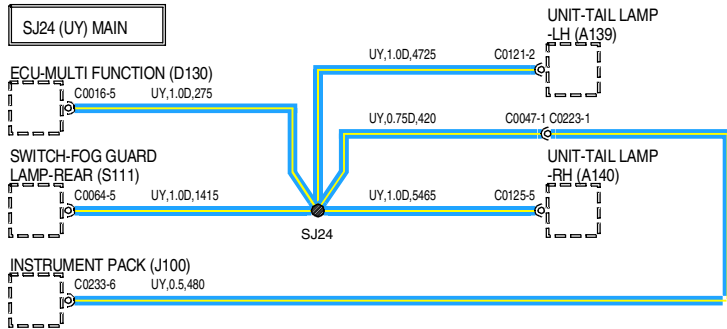 SJ24 (UY) MAIN
UNIT-TAIL LAMP
-LH (A139)
UY,1.0D,4725 C0121-2
ECU-MULTI FUNCTION (D130)
C0016-5 UY,1.0D,275
UY,0.75D,420 C0047-1 C0223-1
SWITCH-FOG GUARD
LAMP-REAR (S111)
UNIT-TAIL LAMP
-RH (A140)
C0064-5 UY,1.0D,1415 UY,1.0D,5465 C0125-5
SJ24
INSTRUMENT PACK (J100)
C0233-6 UY,0.5,480